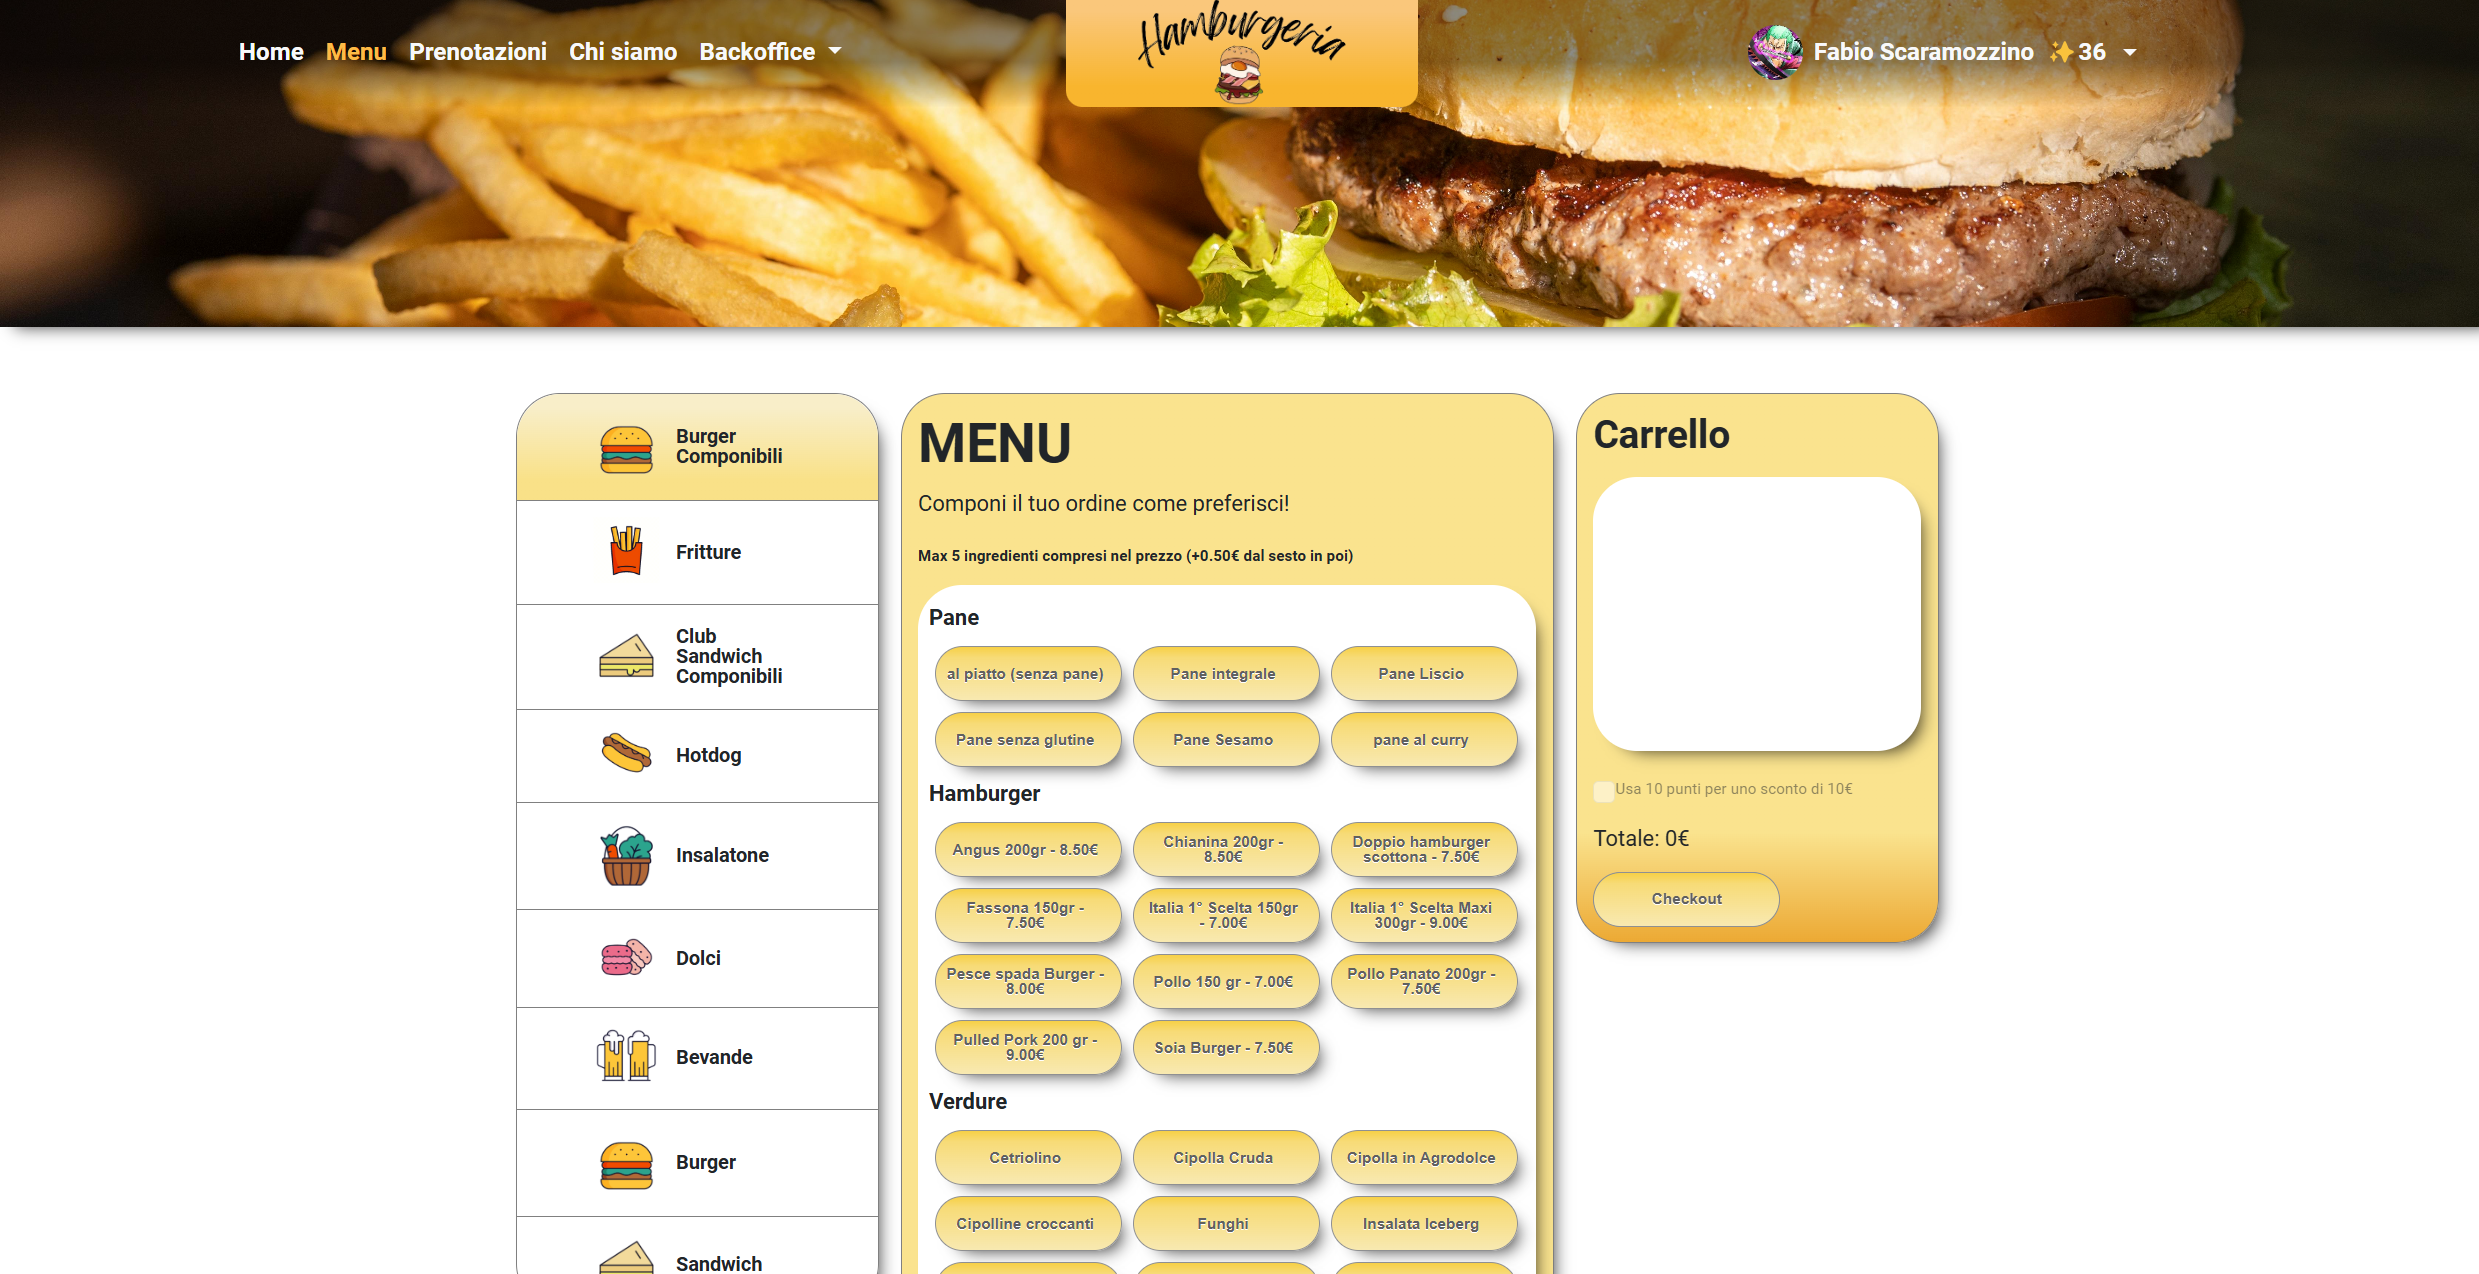 Home Menu Prenotazioni Chi siamo Backoffice
Hamburgeria
Fabio Scaramozzino ✨36
Burger
Componibili
Fritture
Club
Sandwich
Componibili
Hotdog
Insalatone
Dolci
Bevande
Burger
Sandwich
MENU
Componi il tuo ordine come preferisci!
Max 5 ingredienti compresi nel prezzo (+0.50€ dal sesto in poi)
Pane
al piatto (senza pane)
Pane integrale
Pane Liscio
Pane senza glutine
Pane Sesamo
pane al curry
Hamburger
Angus 200gr - 8.50€
Chianina 200gr -
8.50€
Doppio hamburger
scottona - 7.50€
Fassona 150gr -
7.50€
Italia 1° Scelta 150gr
- 7.00€
Italia 1° Scelta Maxi
300gr - 9.00€
Pesce spada Burger -
8.00€
Pollo 150 gr - 7.00€
Pollo Panato 200gr -
7.50€
Pulled Pork 200 gr -
9.00€
Soia Burger - 7.50€
Verdure
Cetriolino
Cipolla Cruda
Cipolla in Agrodolce
Cipolline croccanti
Funghi
Insalata Iceberg
Carrello
Usa 10 punti per uno sconto di 10€
Totale: 0€
Checkout